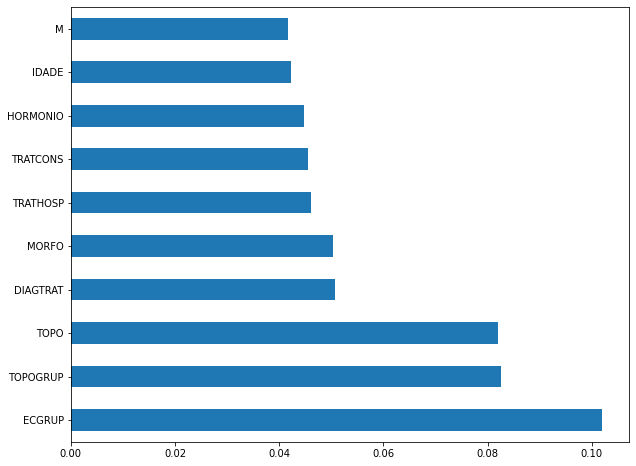 M
IDADE
HORMONIO
TRATCONS
TRATHOSP
MORFO
DIAGTRAT
TOPO
TOPOGRUP
ECGRUP
0.00 0.02 0.04 0.06 0.08 0.10